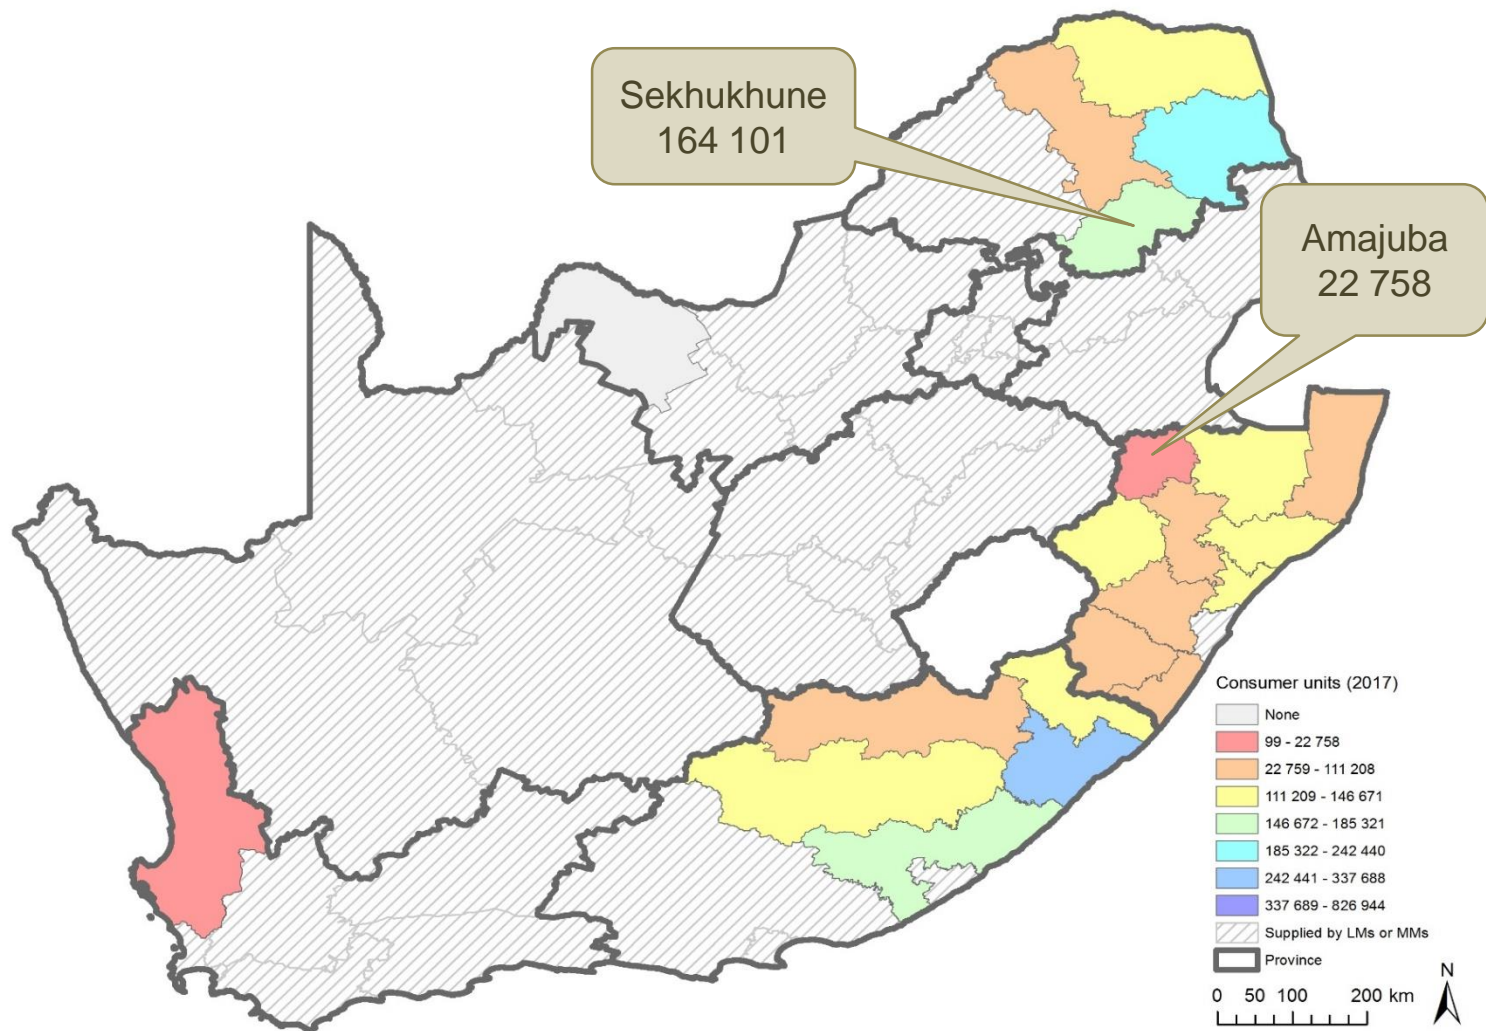 Sekhukhune
164 101
Amajuba
22 758
Consumer units (2017)
None
99 - 22 758
22 759 - 111 208
111 209 - 146 671
146 672 - 185 321
185 322 - 242 440
242 441 - 337 688
337 689 - 826 944
Supplied by LMs or MMs
Province
N
0 50 100 200 km